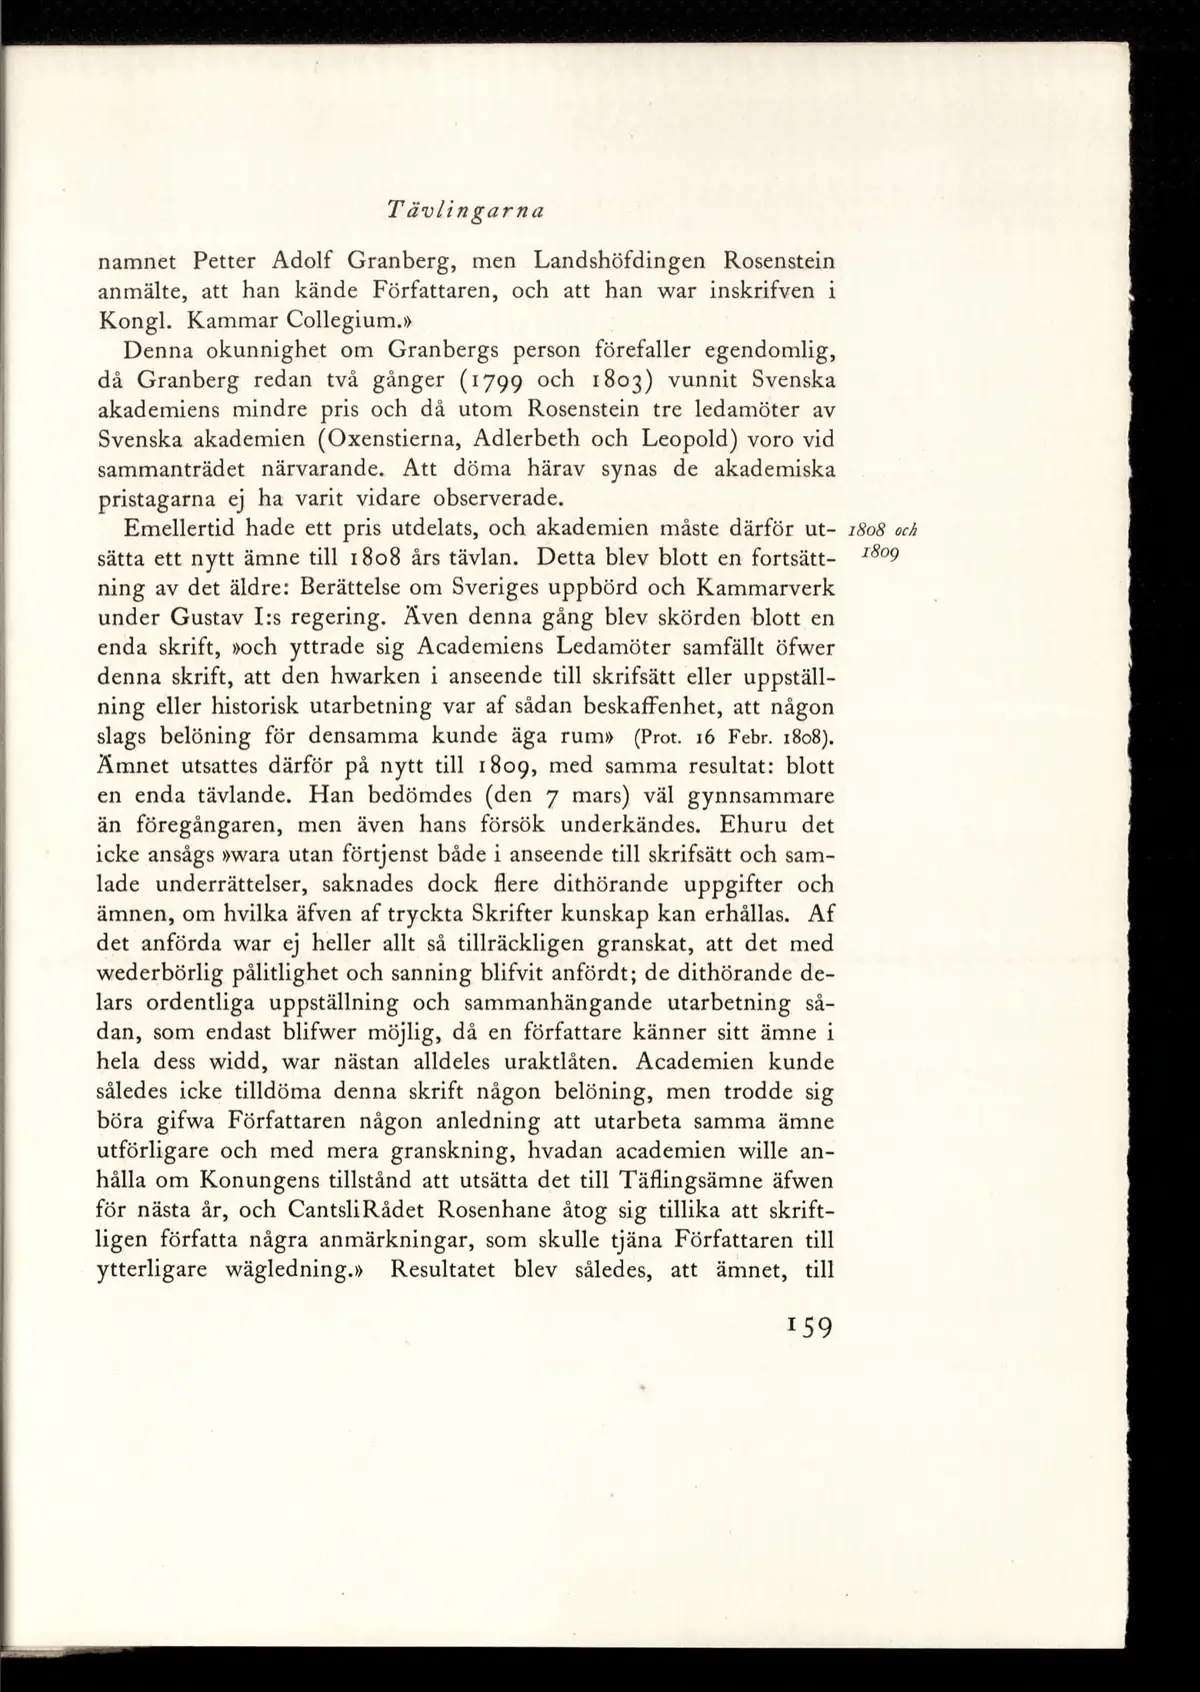 Tävlingarna
namnet Petter Adolf Granberg, men Landshöfdingen Rosenstein
anmälte, att han kände Författaren, och att han war inskrifven i
Kongl. Kammar Collegium.»
Denna okunnighet om Granbergs person förefaller egendomlig,
då Granberg redan två gånger (1799 och 1803) vunnit Svenska
akademiens mindre pris och då utom Rosenstein tre ledamöter av
Svenska akademien (Oxenstierna, Adlerbeth och Leopold) voro vid
sammanträdet närvarande. Att döma härav synas de akademiska
pristagarna ej ha varit vidare observerade.
Emellertid hade ett pris utdelats, och akademien måste därför ut-
sätta ett nytt ämne till 1808 års tävlan. Detta blev blott en fortsätt-
ning av det äldre: Berättelse om Sveriges uppbörd och Kammarverk
under Gustav I:s regering. Även denna gång blev skörden blott en
enda skrift, »och yttrade sig Academiens Ledamöter samfällt öfwer
denna skrift, att den hwarken i anseende till skrifsätt eller uppställ-
ning eller historisk utarbetning var af sådan beskaffenhet, att någon
slags belöning för densamma kunde äga rum» (Prot. 16 Febr. 1808).
Ämnet utsattes därför på nytt till 1809, med samma resultat: blott
en enda tävlande. Han bedömdes (den 7 mars) väl gynnsammare
än föregångaren, men även hans försök underkändes. Ehuru det
icke ansågs »wara utan förtjenst både i anseende till skrifsätt och sam-
lade underrättelser, saknades dock flere dithörande uppgifter och
ämnen, om hvilka äfven af tryckta Skrifter kunskap kan erhållas. Af
det anförda war ej heller allt så tillräckligen granskat, att det med
wederbörlig pålitlighet och sanning blifvit anfördt; de dithörande de-
lars ordentliga uppställning och sammanhängande utarbetning så-
dan, som endast blifwer möjlig, då en författare känner sitt ämne i
hela dess widd, war nästan alldeles uraktlåten. Academien kunde
således icke tilldöma denna skrift någon belöning, men trodde sig
böra gifwa Författaren någon anledning att utarbeta samma ämne
utförligare och med mera granskning, hvadan academien wille an-
hålla om Konungens tillstånd att utsätta det till Täflingsämne äfwen
för nästa år, och CantsliRådet Rosenhane åtog sig tillika att skrift-
ligen författa några anmärkningar, som skulle tjäna Författaren till
ytterligare wägledning.» Resultatet blev således, att ämnet, till
1808 och
1809
159